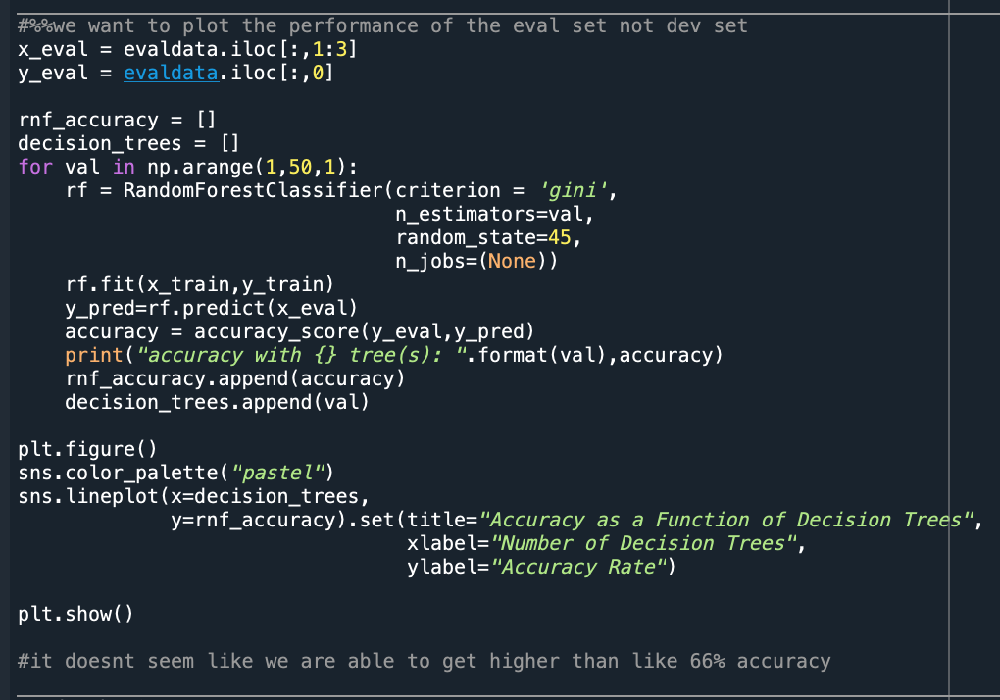 #%%we want to plot the performance of the eval set not dev set
x_eval = evaldata.iloc[:,1:3]
y_eval = evaldata.iloc[:,0]
rnf_accuracy = []
decision_trees = []
for val in np.arange(1,50,1):
    rf = RandomForestClassifier(criterion = 'gini',
                                n_estimators=val,
                                random_state=45,
                                n_jobs=(None))
    rf.fit(x_train,y_train)
    y_pred=rf.predict(x_eval)
    accuracy = accuracy_score(y_eval,y_pred)
    print("accuracy with {} tree(s): ".format(val),accuracy)
    rnf_accuracy.append(accuracy)
    decision_trees.append(val)
plt.figure()
sns.color_palette("pastel")
sns.lineplot(x=decision_trees,
             y=rnf_accuracy).set(title="Accuracy as a Function of Decision Trees",
                                 xlabel="Number of Decision Trees",
                                 ylabel="Accuracy Rate")
plt.show()
#it doesnt seem like we are able to get higher than like 66% accuracy